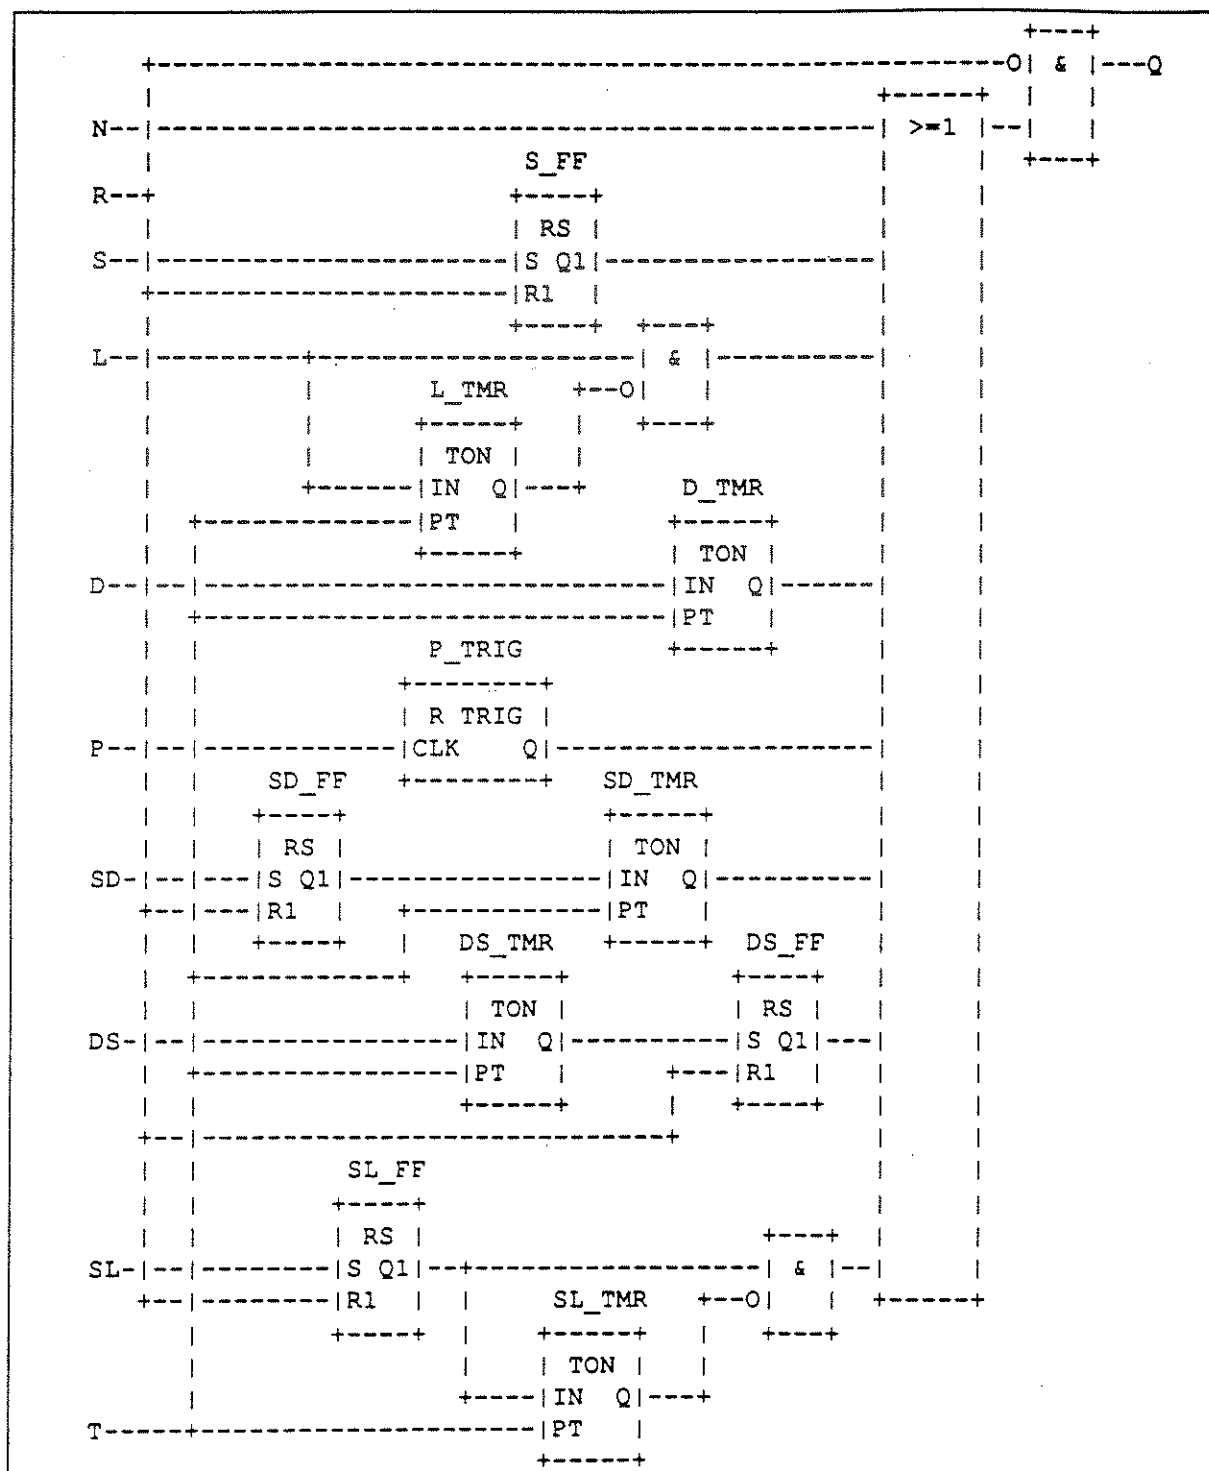 O| & |---Q
N-- >=1
S_FF
R--+
RS
S-- S Q1
R1
L-- &
L_TMR O
TON
IN Q D_TMR
PT
TON
D-- IN Q
PT
P_TRIG
R TRIG
P-- CLK Q
SD_FF SD_TMR
RS TON
SD- S Q1 IN Q
R1 PT
DS_TMR DS_FF
TON RS
DS- IN Q S Q1
PT R1
SL_FF
RS
SL- S Q1 &
R1 SL_TMR O
TON
IN Q
T-- PT